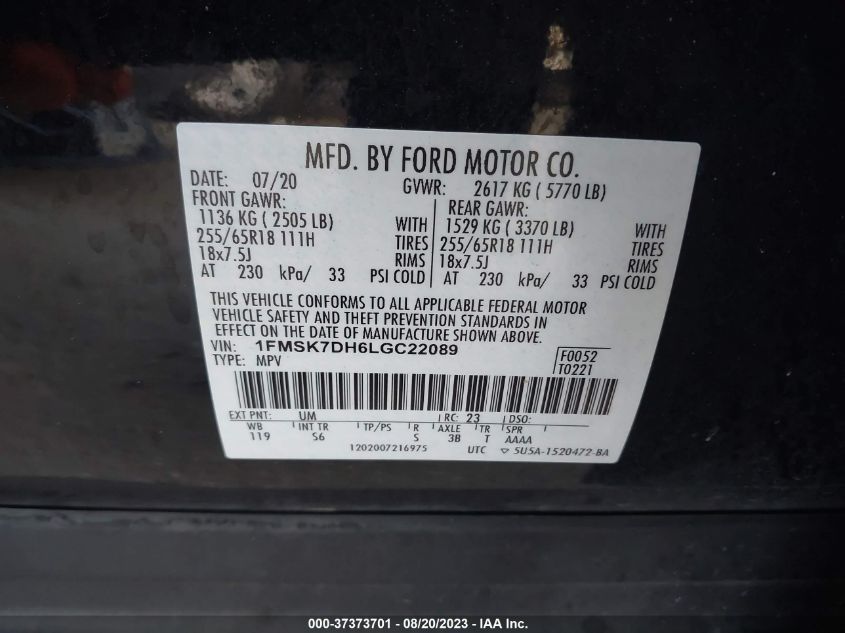 MFD. BY FORD MOTOR CO.
DATE: 07/20 GVWR: 2617 KG ( 5770 LB)
FRONT GAWR: REAR GAWR:
1136 KG ( 2505 LB) WITH 1529 KG ( 3370 LB) WITH
255/65R18 111H TIRES 255/65R18 111H TIRES
18x7.5J RIMS 18x7.5J RIMS
AT 230 kPa/ 33 PSI COLD AT 230 kPa/ 33 PSI COLD
THIS VEHICLE CONFORMS TO ALL APPLICABLE FEDERAL MOTOR
VEHICLE SAFETY AND THEFT PREVENTION STANDARDS IN
EFFECT ON THE DATE OF MANUFACTURE SHOWN ABOVE.
VIN: 1FMSK7DH6LGC22089
TYPE: MPV
F0052
T0221
EXT PNT: UM RC: 23 DSO:
WB INT TR TP/PS R AXLE TR SPR
119 S6 S 3B T AAAA
1202007216975 UTC ▽ 5U5A-1520472-BA
000-37373701 - 08/20/2023 - IAA Inc.